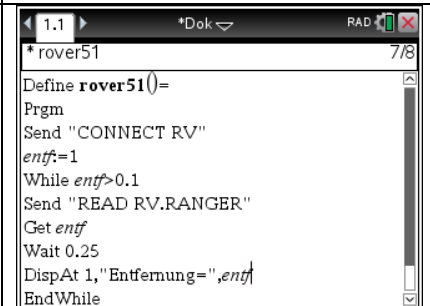 1.1 *Dok RAD
* rover51 7/8
Define rover51()=
Prgm
Send "CONNECT RV"
entf:=1
While entf>0.1
Send "READ RV.RANGER"
Get entf
Wait 0.25
DispAt 1,"Entfernung=",entf
EndWhile